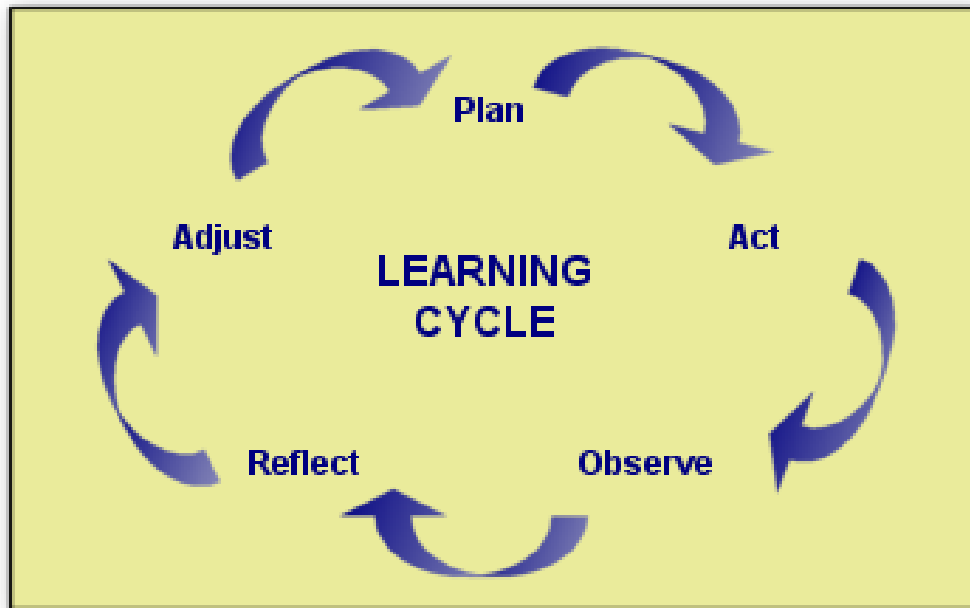 Plan
Adjust
Act
LEARNING
CYCLE
Reflect
Observe